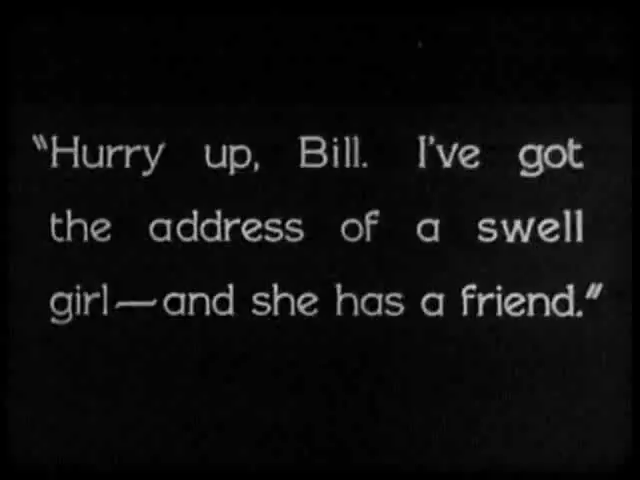 "Hurry up, Bill. I've got
the address of a swell
girl—and she has a friend."